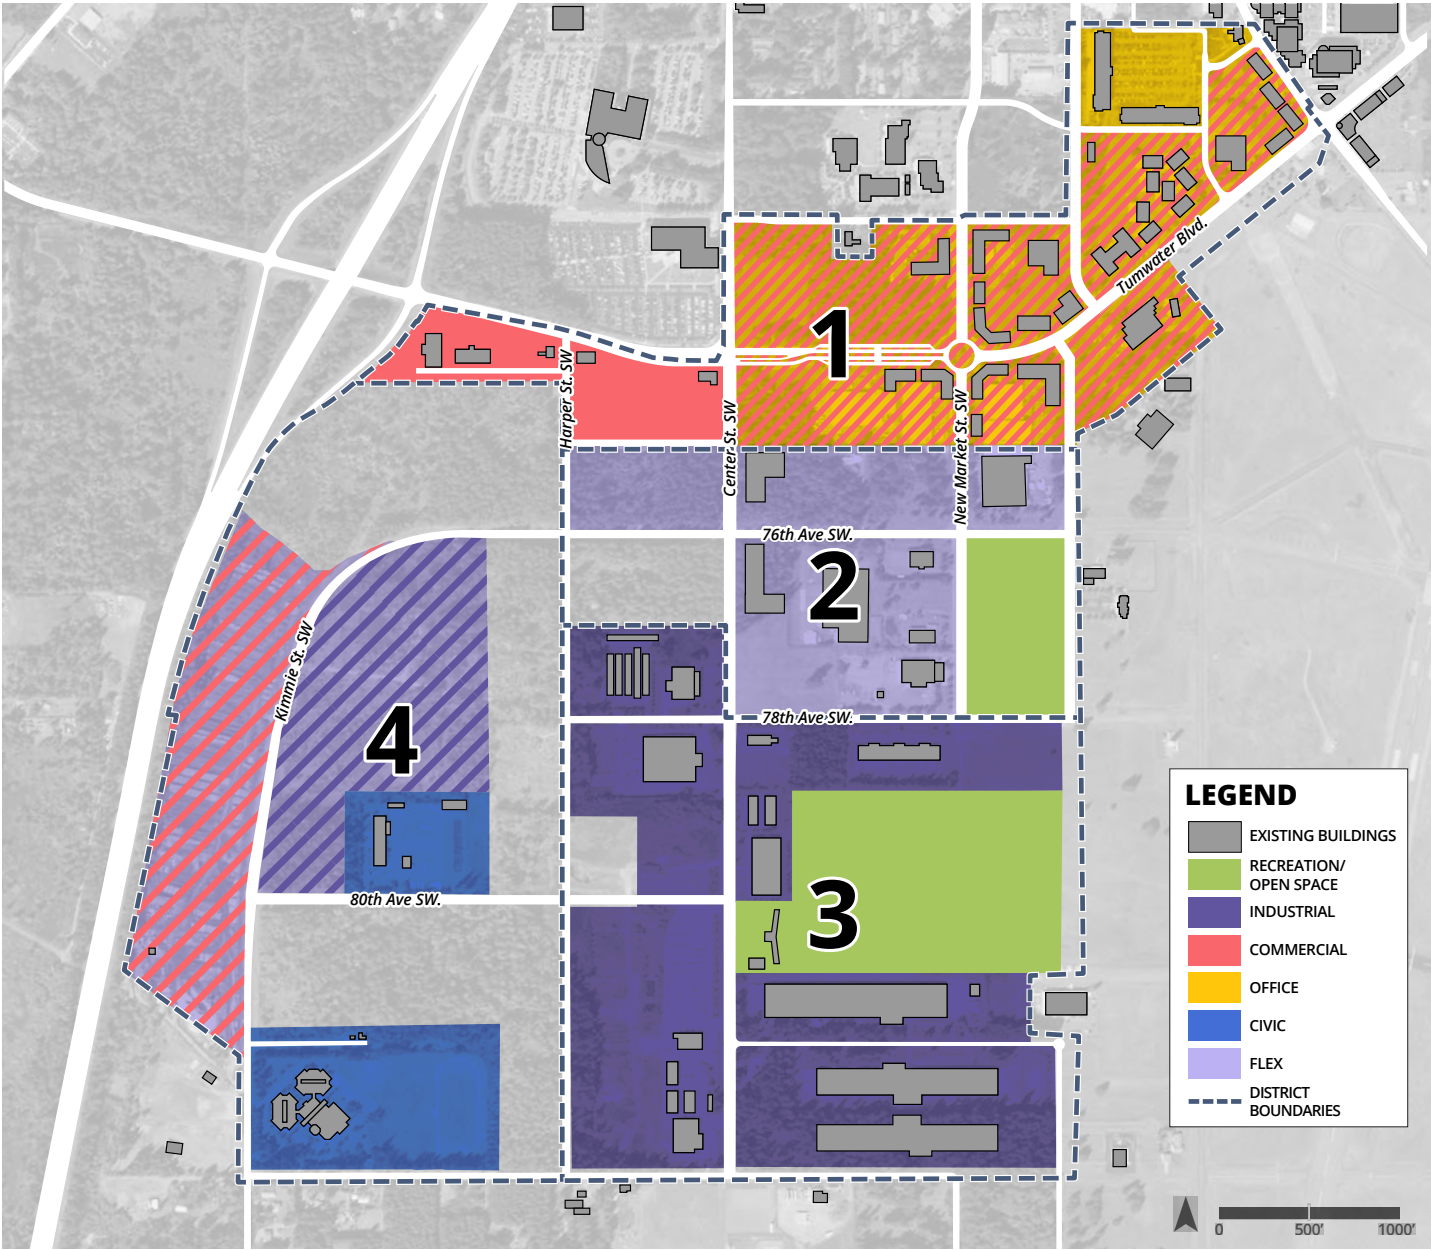 Tumwater Blvd.
1
Harper St. SW
Center St. SW
New Market St. SW
76th Ave SW.
2
Kimmie St. SW
78th Ave SW.
4
3
80th Ave SW.
LEGEND
EXISTING BUILDINGS
RECREATION/
OPEN SPACE
INDUSTRIAL
COMMERCIAL
OFFICE
CIVIC
FLEX
DISTRICT
BOUNDARIES
0 500' 1000'